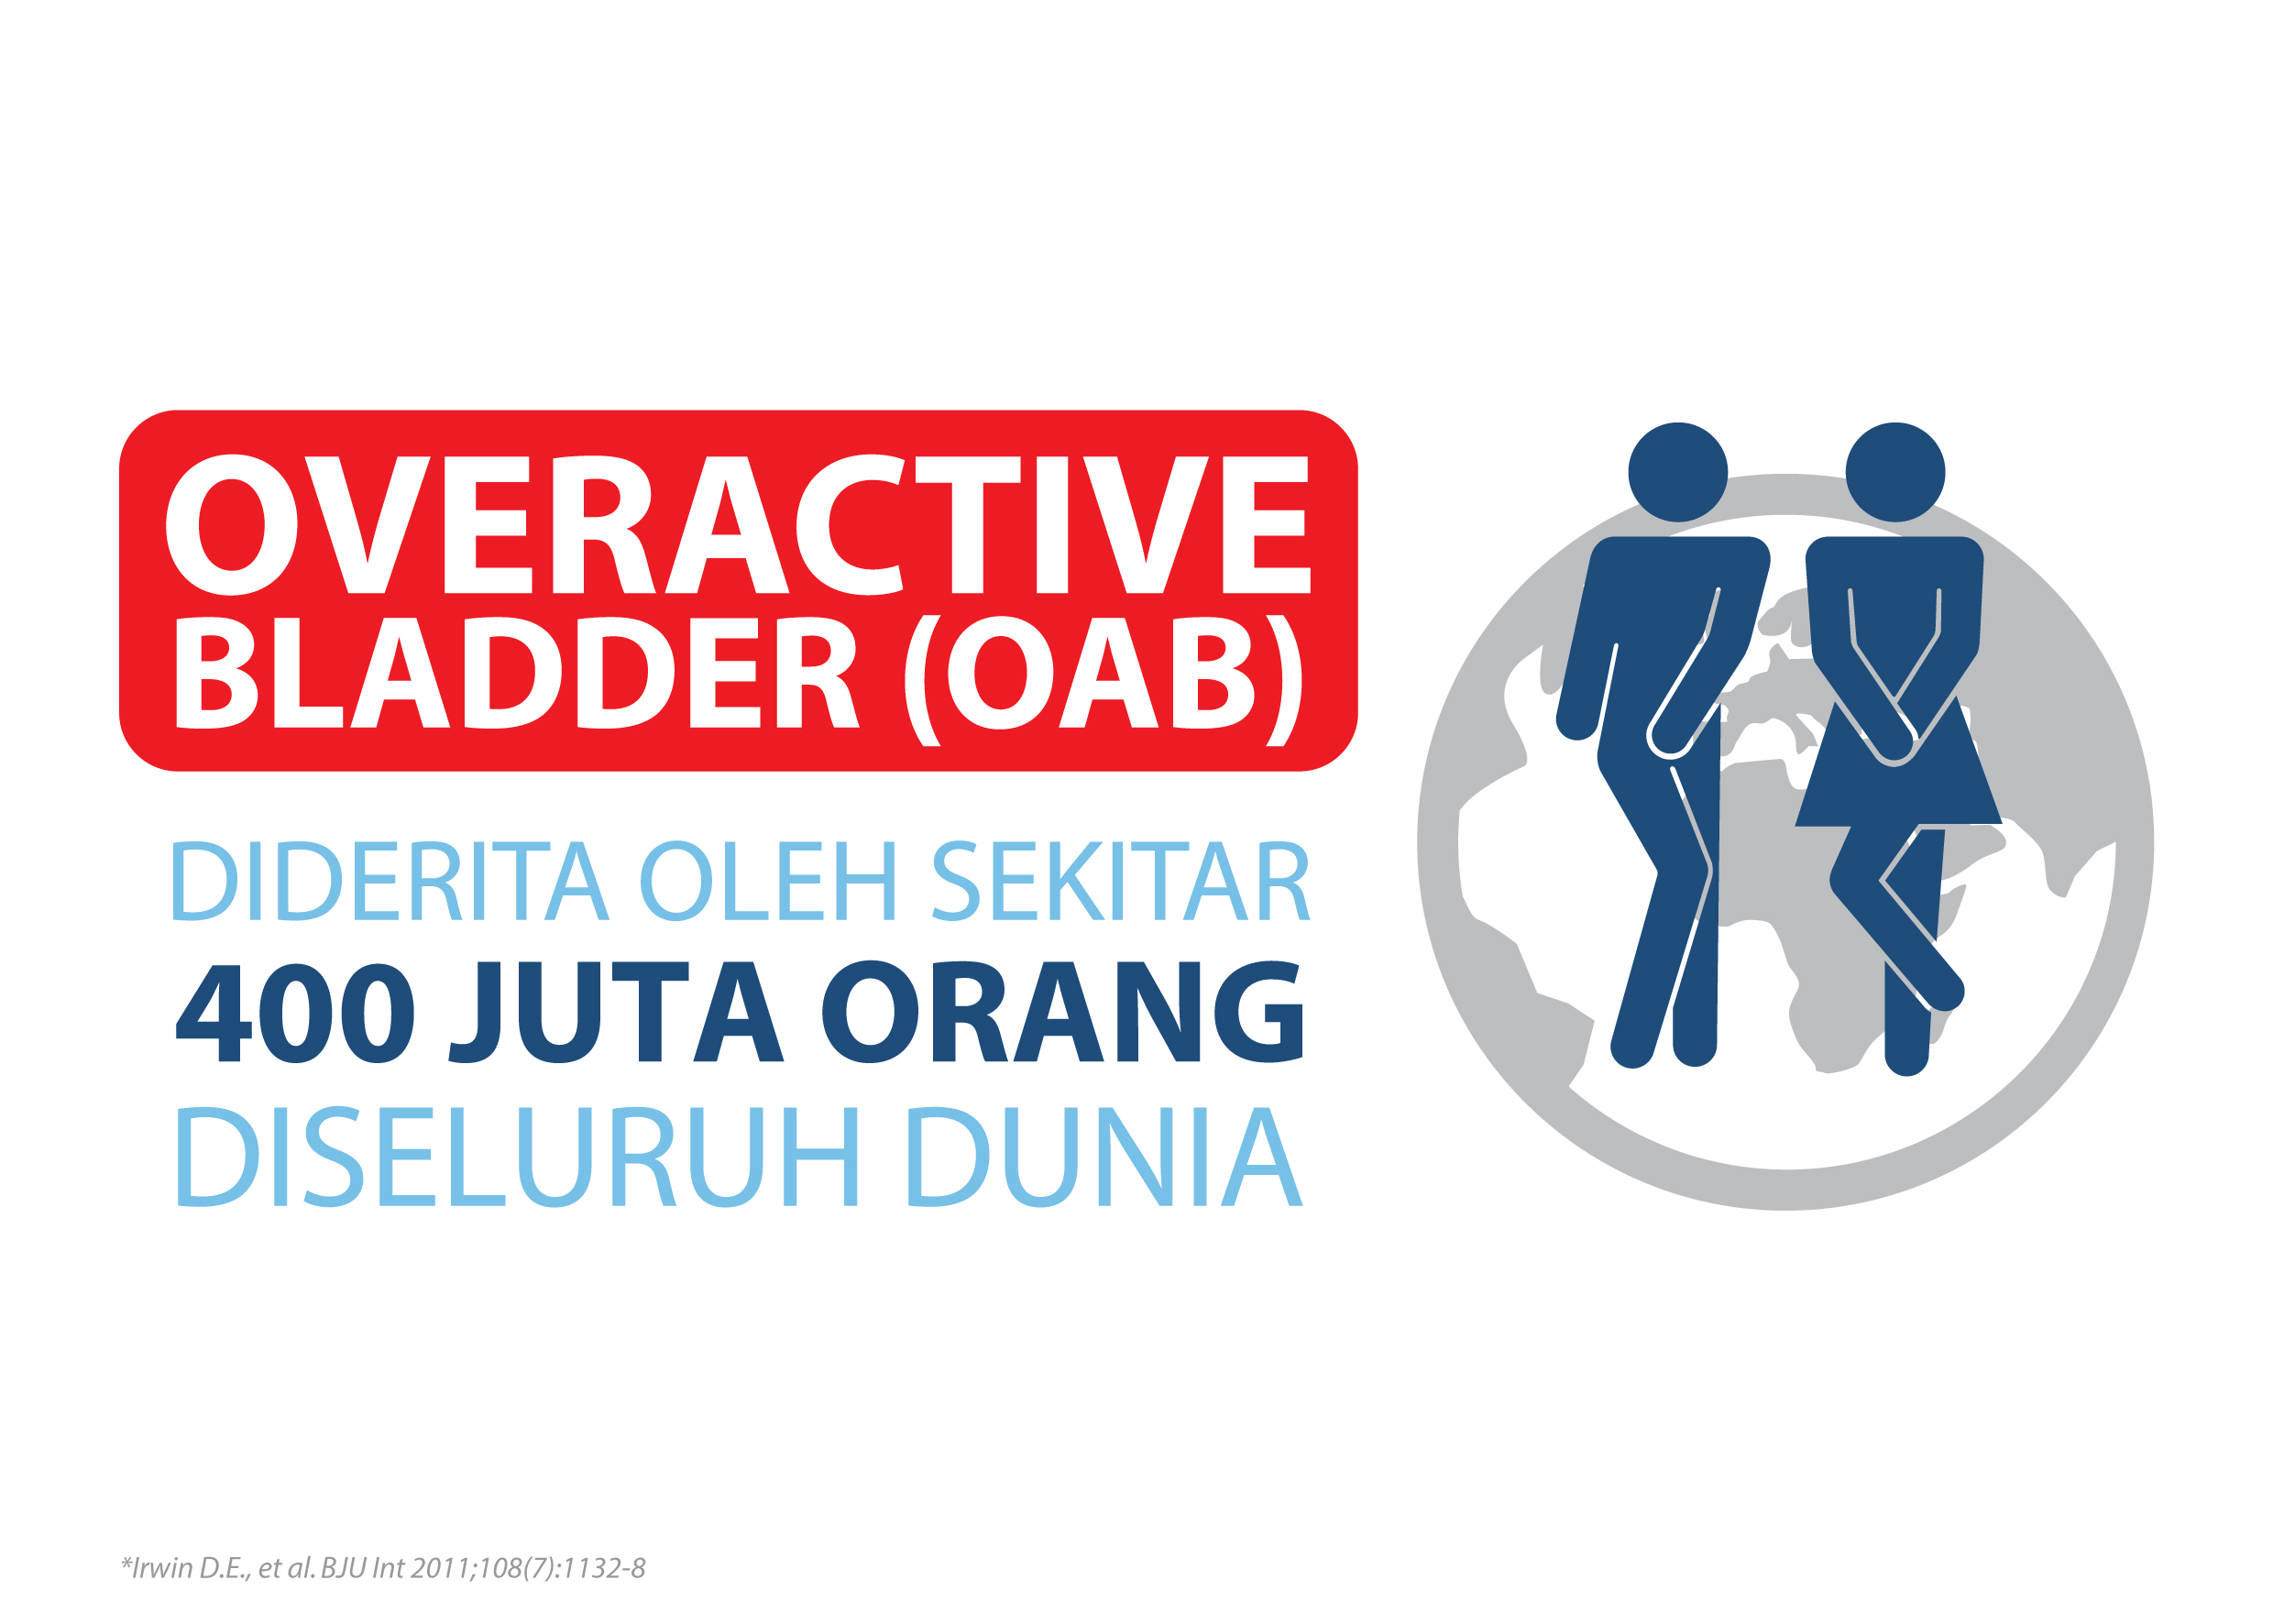 OVERACTIVE
BLADDER (OAB)
DIDERITA OLEH SEKITAR
400 JUTA ORANG
DISELURUH DUNIA
*Irwin D.E., et al. BJU Int 2011;108(7):1132-8